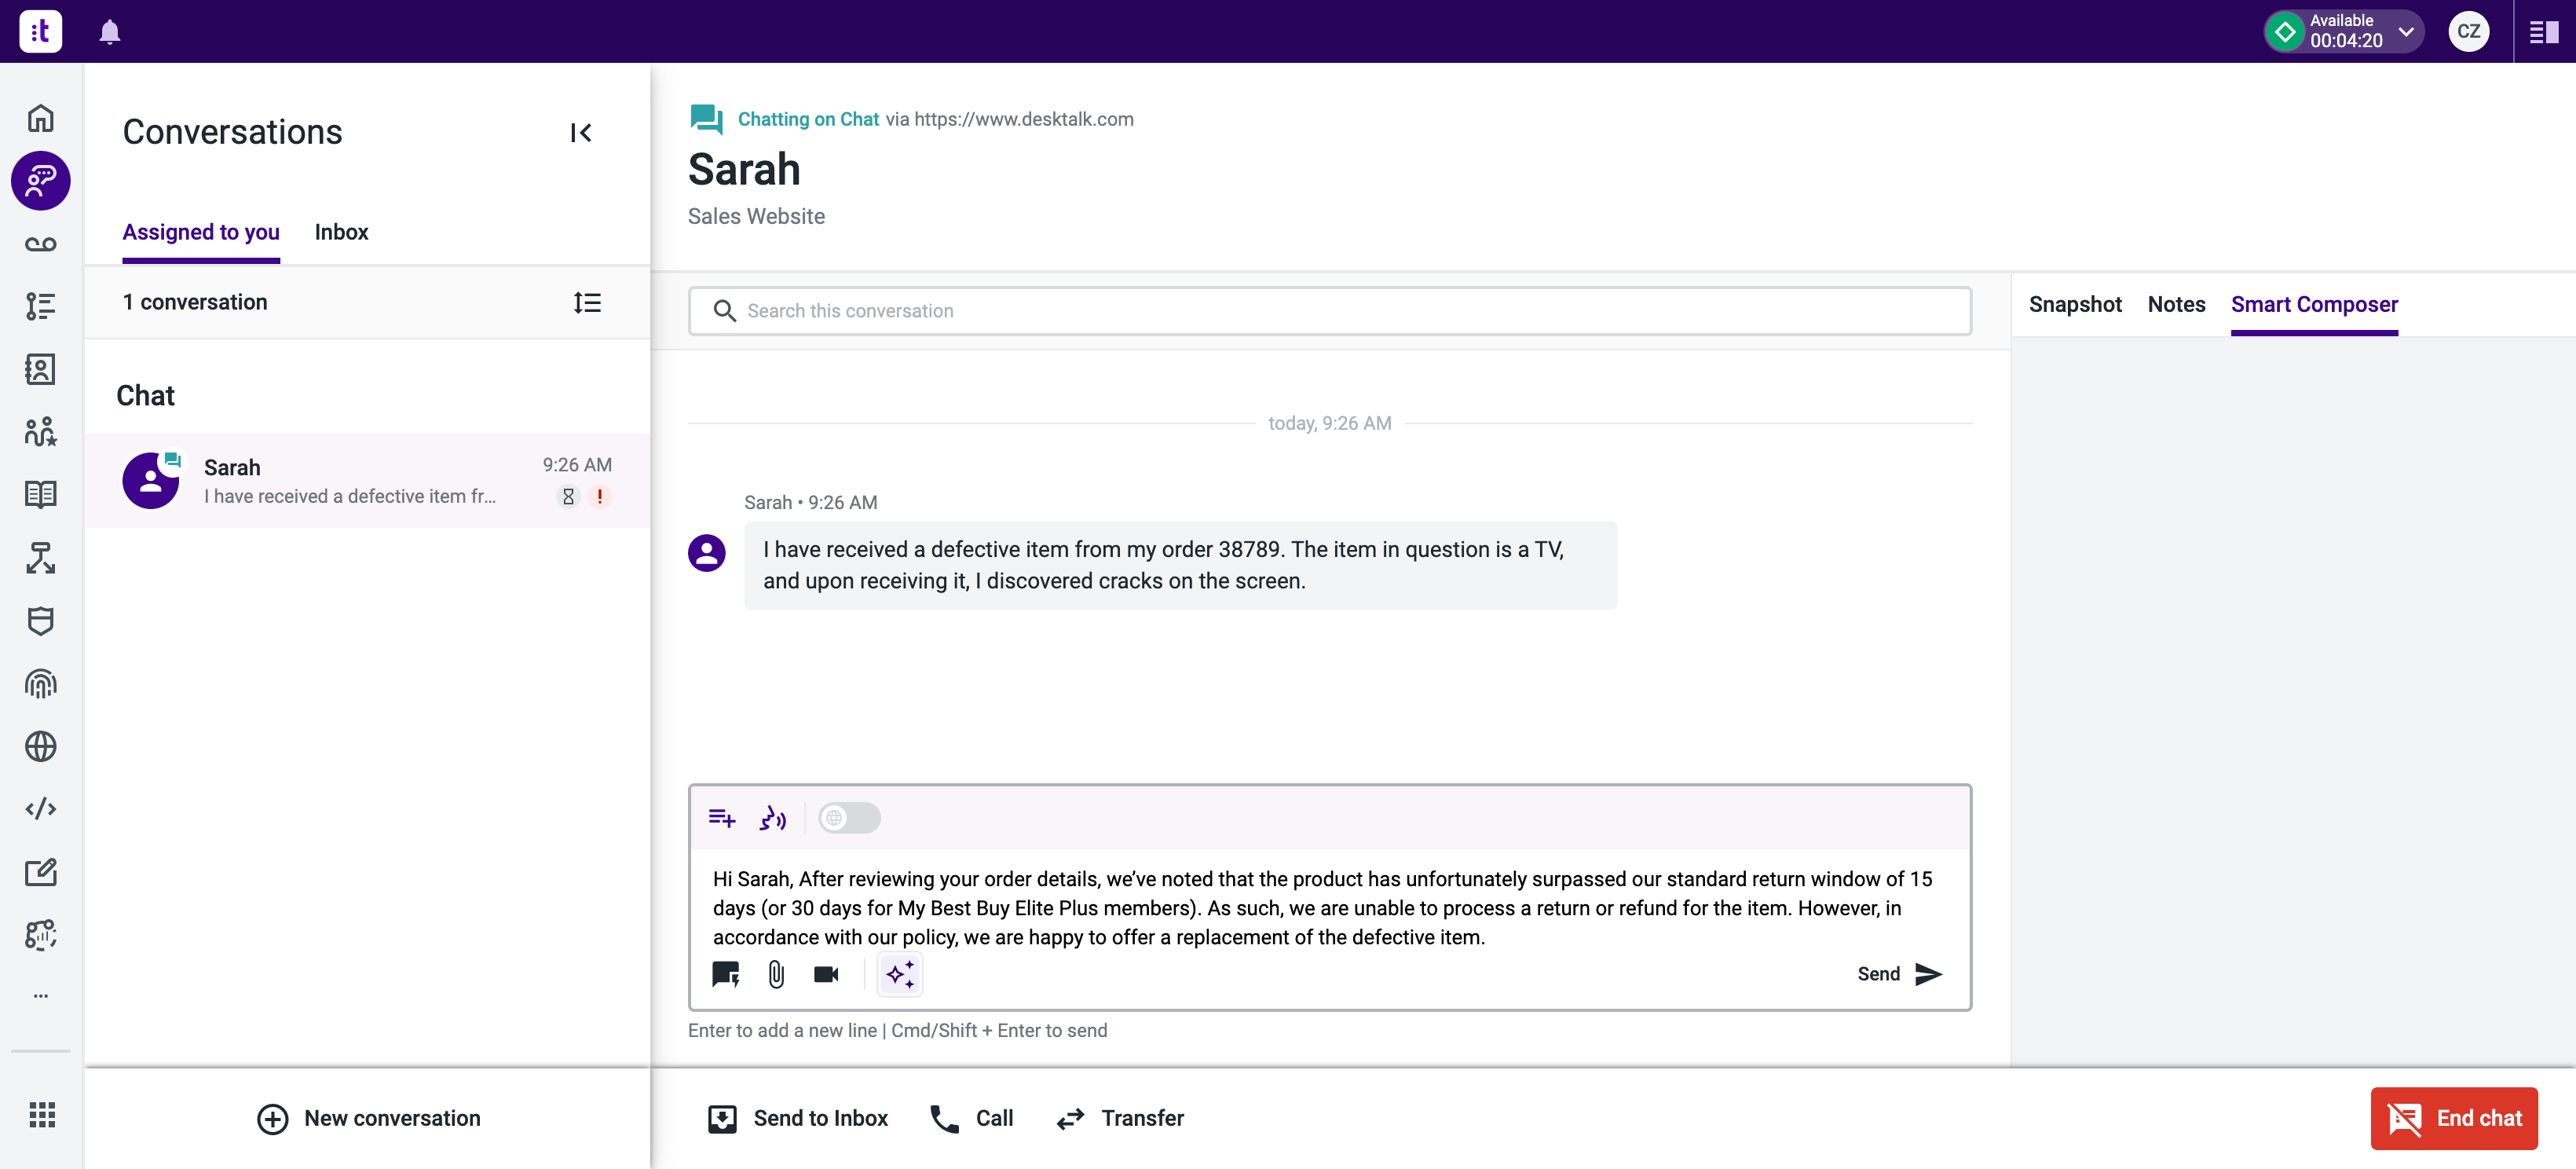 :t
Available
00:04:20
CZ
Conversations
Assigned to you
Inbox
1 conversation
Chat
Sarah
9:26 AM
I have received a defective item fr...
New conversation
Chatting on Chat via https://www.desktalk.com
Sarah
Sales Website
Search this conversation
today, 9:26 AM
Sarah • 9:26 AM
I have received a defective item from my order 38789. The item in question is a TV,
and upon receiving it, I discovered cracks on the screen.
Hi Sarah, After reviewing your order details, we’ve noted that the product has unfortunately surpassed our standard return window of 15
days (or 30 days for My Best Buy Elite Plus members). As such, we are unable to process a return or refund for the item. However, in
accordance with our policy, we are happy to offer a replacement of the defective item.
Send
Enter to add a new line | Cmd/Shift + Enter to send
Snapshot
Notes
Smart Composer
Send to Inbox
Call
Transfer
End chat